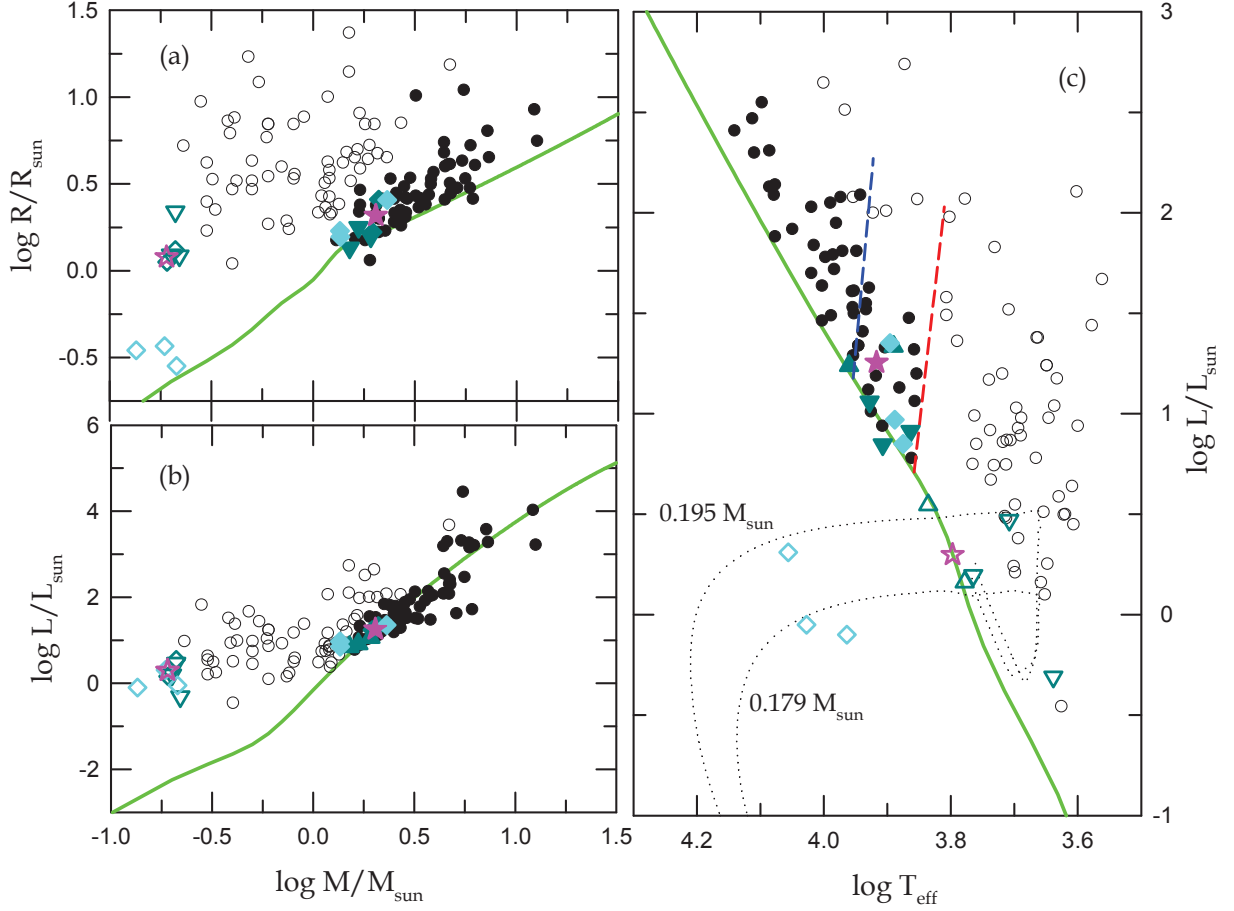 1.5
1.0
0.5
0.0
-0.5
log R/R_sun
(a)
6
4
2
0
-2
log L/L_sun
(b)
-1.0
-0.5
0.0
0.5
1.0
1.5
log M/M_sun
(c)
3
2
1
0
-1
log L/L_sun
0.195 M_sun
0.179 M_sun
4.2
4.0
3.8
3.6
log T_eff